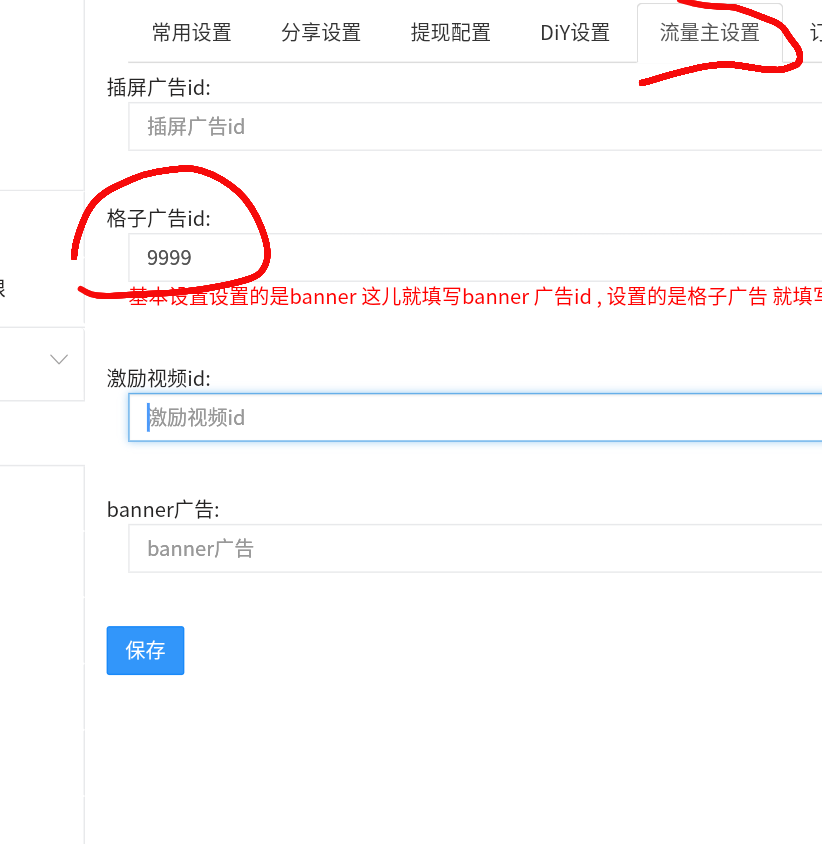 常用设置 分享设置 提现配置 DiY设置 流量主设置
插屏广告id:
插屏广告id
格子广告id:
9999
基本设置设置的是banner 这儿就填写banner 广告id , 设置的是格子广告 就填写
激励视频id:
激励视频id
banner广告:
banner广告
保存